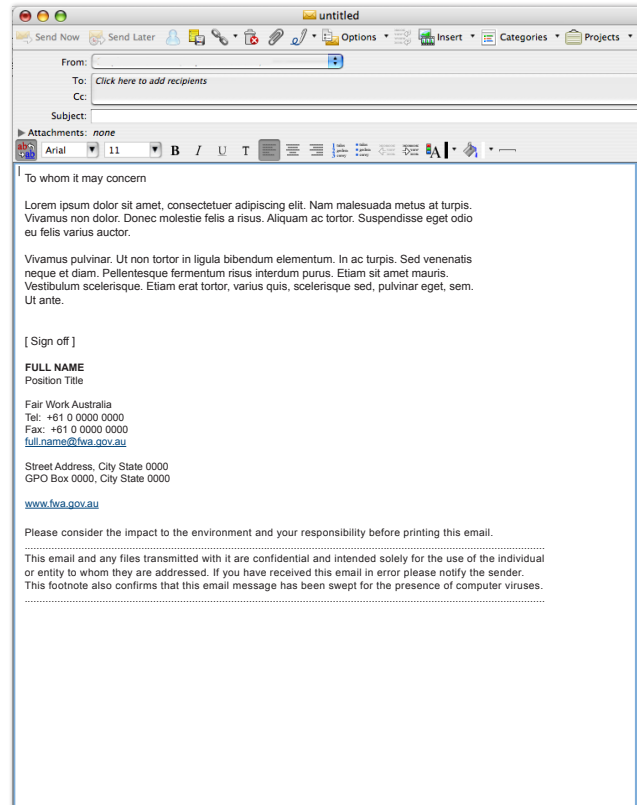 untitled
Send Now Send Later Options Insert Categories Projects
From:
To: Click here to add recipients
Cc:
Subject:
Attachments: none
Arial 11 B I U T A
To whom it may concern
Lorem ipsum dolor sit amet, consectetuer adipiscing elit. Nam malesuada metus at turpis.
Vivamus non dolor. Donec molestie felis a risus. Aliquam ac tortor. Suspendisse eget odio
eu felis varius auctor.
Vivamus pulvinar. Ut non tortor in ligula bibendum elementum. In ac turpis. Sed venenatis
neque et diam. Pellentesque fermentum risus interdum purus. Etiam sit amet mauris.
Vestibulum scelerisque. Etiam erat tortor, varius quis, scelerisque sed, pulvinar eget, sem.
Ut ante.
[ Sign off ]
FULL NAME
Position Title
Fair Work Australia
Tel: +61 0 0000 0000
Fax: +61 0 0000 0000
full.name@fwa.gov.au
Street Address, City State 0000
GPO Box 0000, City State 0000
www.fwa.gov.au
Please consider the impact to the environment and your responsibility before printing this email.
This email and any files transmitted with it are confidential and intended solely for the use of the individual
or entity to whom they are addressed. If you have received this email in error please notify the sender.
This footnote also confirms that this email message has been swept for the presence of computer viruses.